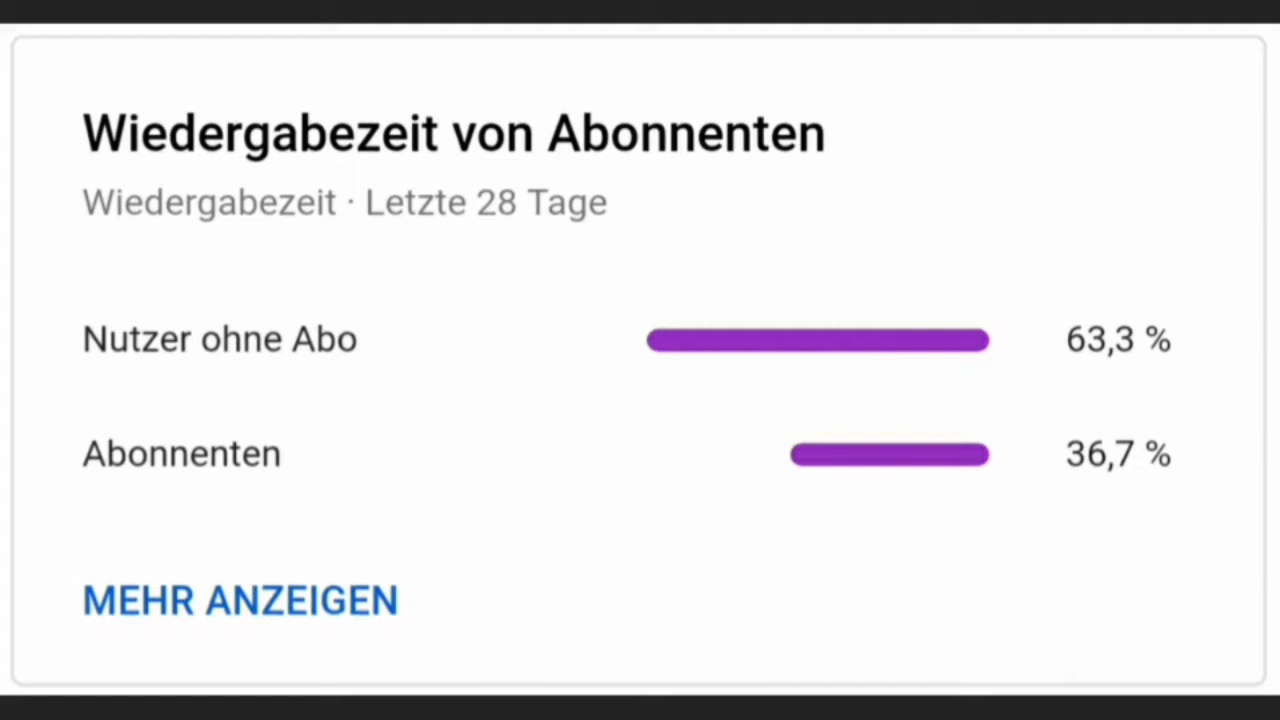 Wiedergabezeit von Abonnenten
Wiedergabezeit · Letzte 28 Tage
Nutzer ohne Abo 63,3 %
Abonnenten 36,7 %
MEHR ANZEIGEN